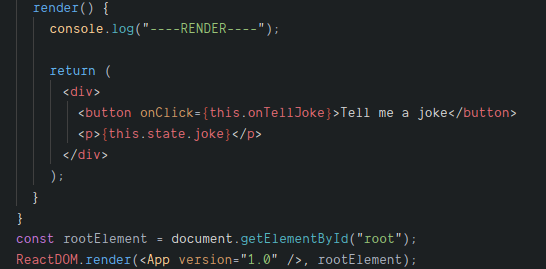 render() {
console.log("----RENDER----");
return (
<div>
<button onClick={this.onTellJoke}>Tell me a joke</button>
<p>{this.state.joke}</p>
</div>
);
}
}
const rootElement = document.getElementById("root");
ReactDOM.render(<App version="1.0" />, rootElement);